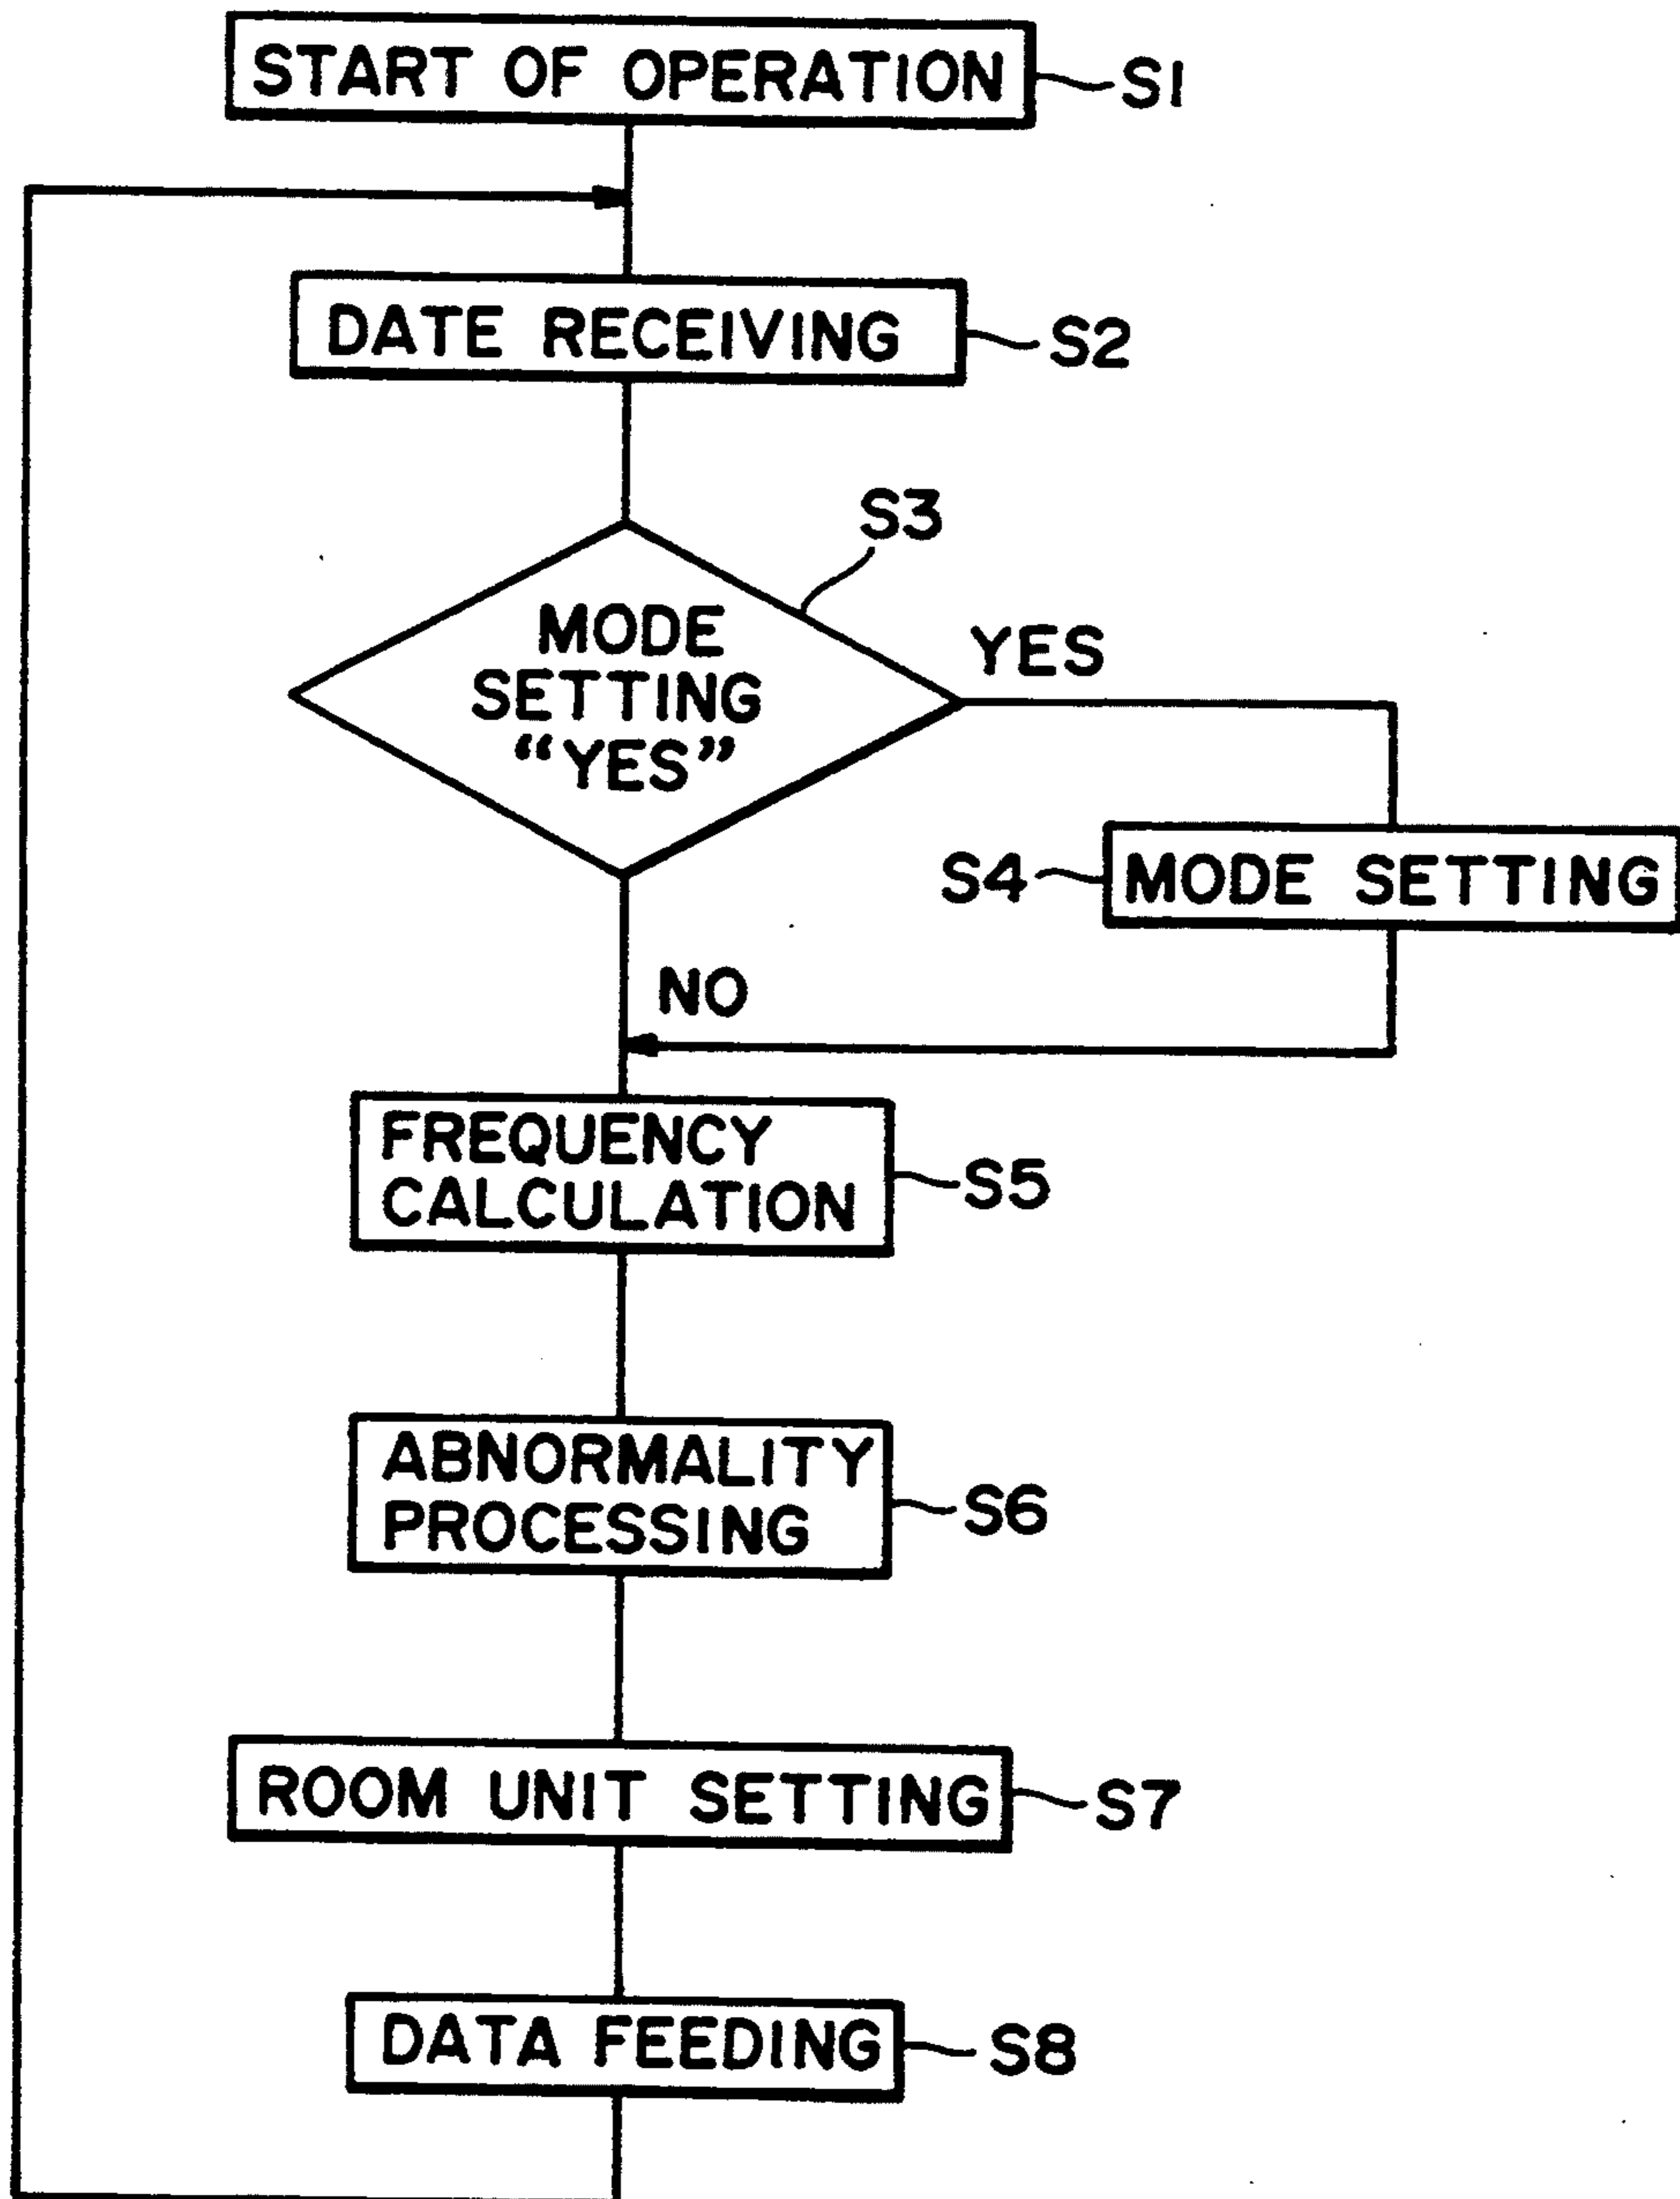 START OF OPERATION
S1
DATE RECEIVING
S2
S3
MODE
SETTING
“YES”
YES
S4
MODE SETTING
NO
FREQUENCY
CALCULATION
S5
ABNORMALITY
PROCESSING
S6
ROOM UNIT SETTING
S7
DATA FEEDING
S8